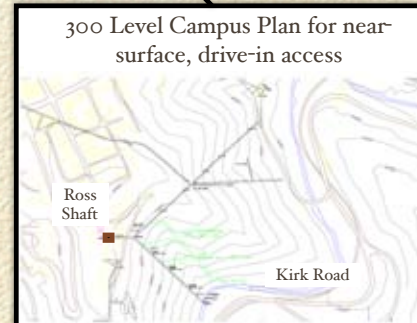 300 Level Campus Plan for near-
surface, drive-in access
Ross
Shaft
Kirk Road